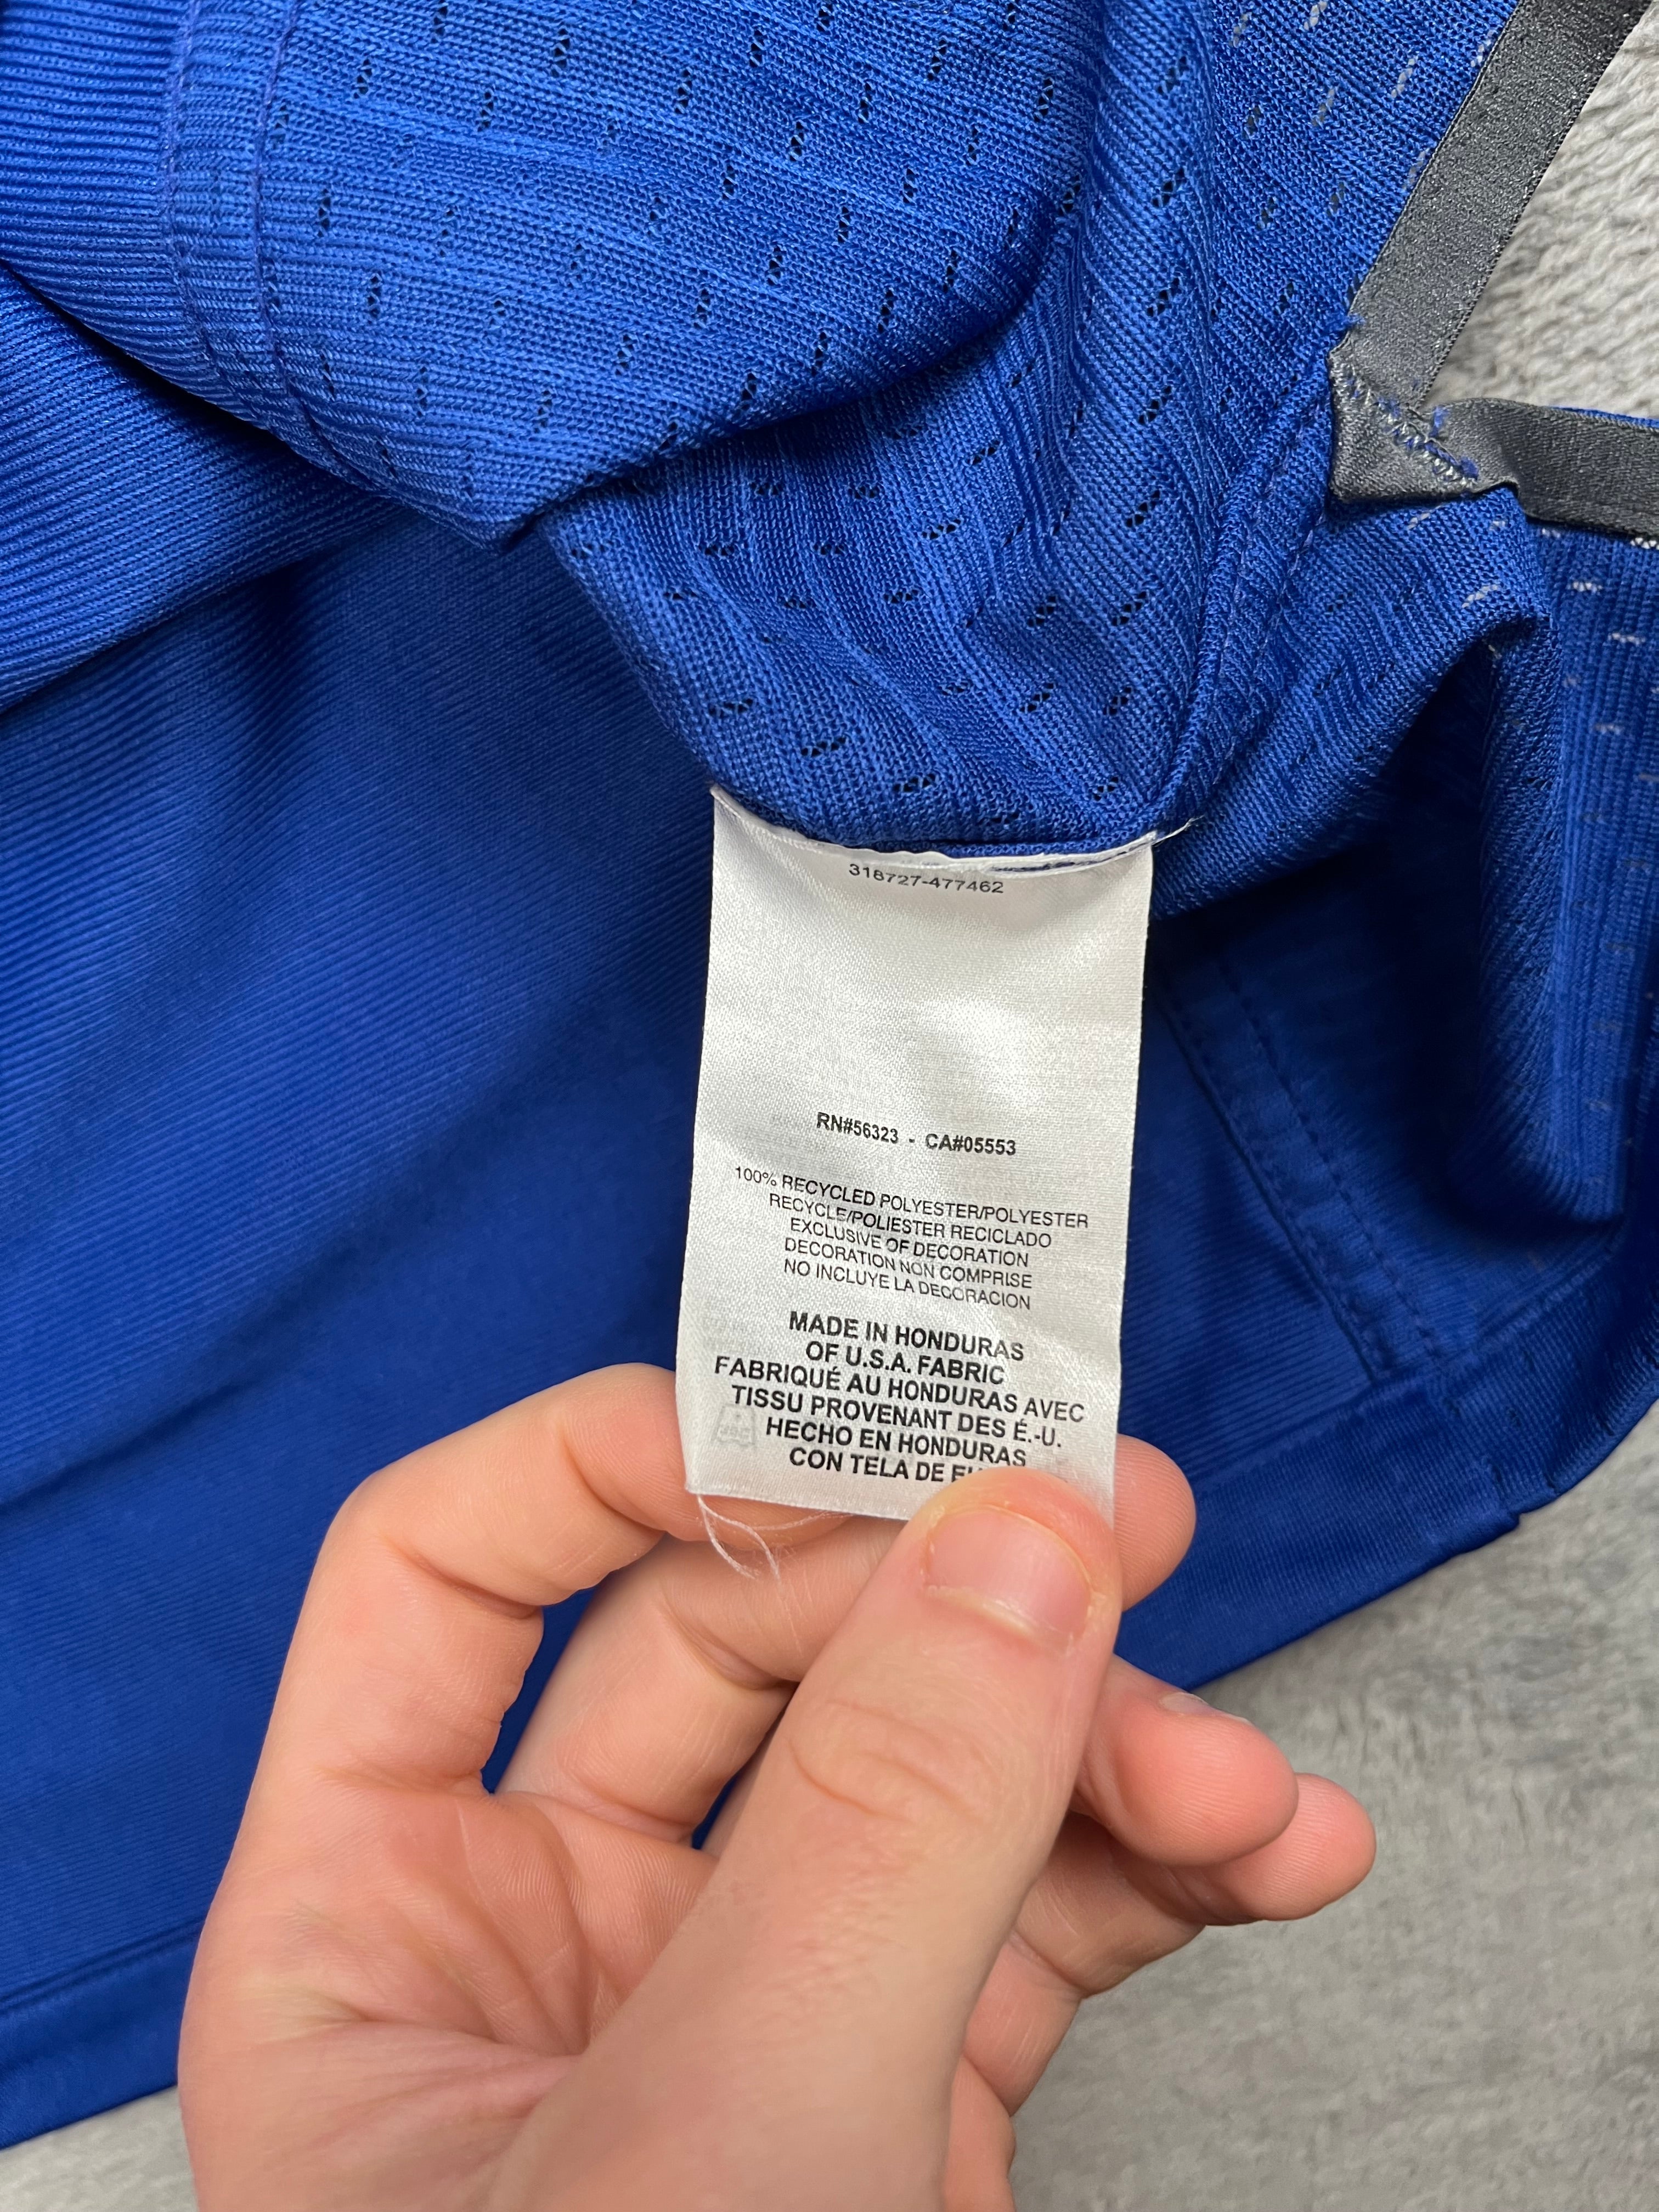 318727-477462
RN#56323 - CA#05553
100% RECYCLED POLYESTER/POLYESTER
RECYCLE/POLIESTER RECICLADO
EXCLUSIVE OF DECORATION
DECORATION NON COMPRISE
NO INCLUYE LA DECORACION
MADE IN HONDURAS
OF U.S.A. FABRIC
FABRIQUÉ AU HONDURAS AVEC
TISSU PROVENANT DES É.-U.
HECHO EN HONDURAS
CON TELA DE